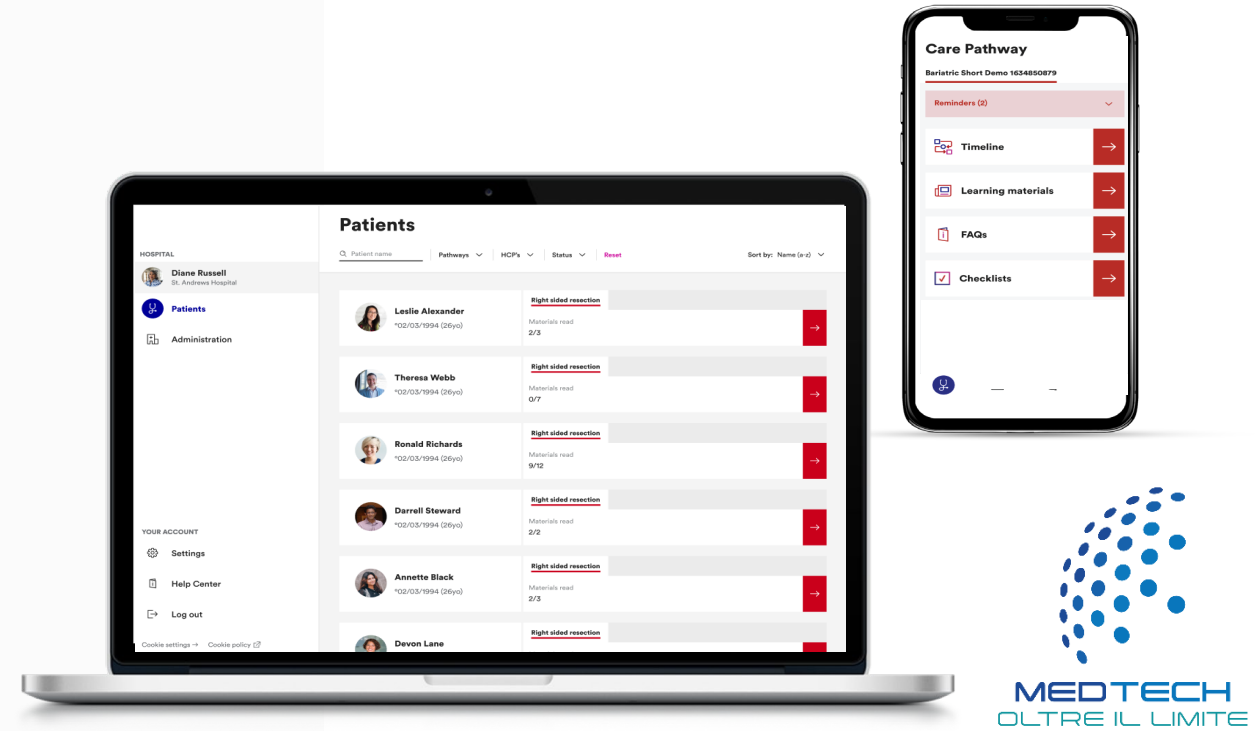 Care Pathway
Bariatric Short Demo 1634850879
Reminders (2)
Timeline
Learning materials
FAQs
Checklists
Patients
Patient name
Pathways
HCP's
Status
Reset
Sort by: Name (a-z)
HOSPITAL
Diane Russell
St. Andrews Hospital
Patients
Administration
YOUR ACCOUNT
Settings
Help Center
Log out
Cookie settings → Cookie policy
Leslie Alexander
*02/03/1994 (26yo)
Right sided resection
Materials read
2/3
Theresa Webb
*02/03/1994 (26yo)
Right sided resection
Materials read
0/7
Ronald Richards
*02/03/1994 (26yo)
Right sided resection
Materials read
9/12
Darrell Steward
*02/03/1994 (26yo)
Right sided resection
Materials read
2/2
Annette Black
*02/03/1994 (26yo)
Right sided resection
Materials read
2/3
Devon Lane
Right sided resection
MEDTECH
OLTRE IL LIMITE